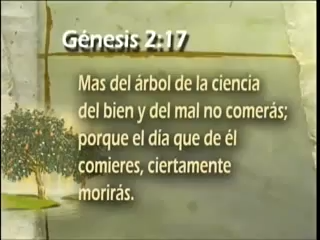 Génesis 2:17
Mas del árbol de la ciencia
del bien y del mal no comerás;
porque el día que de él
comieres, ciertamente
morirás.